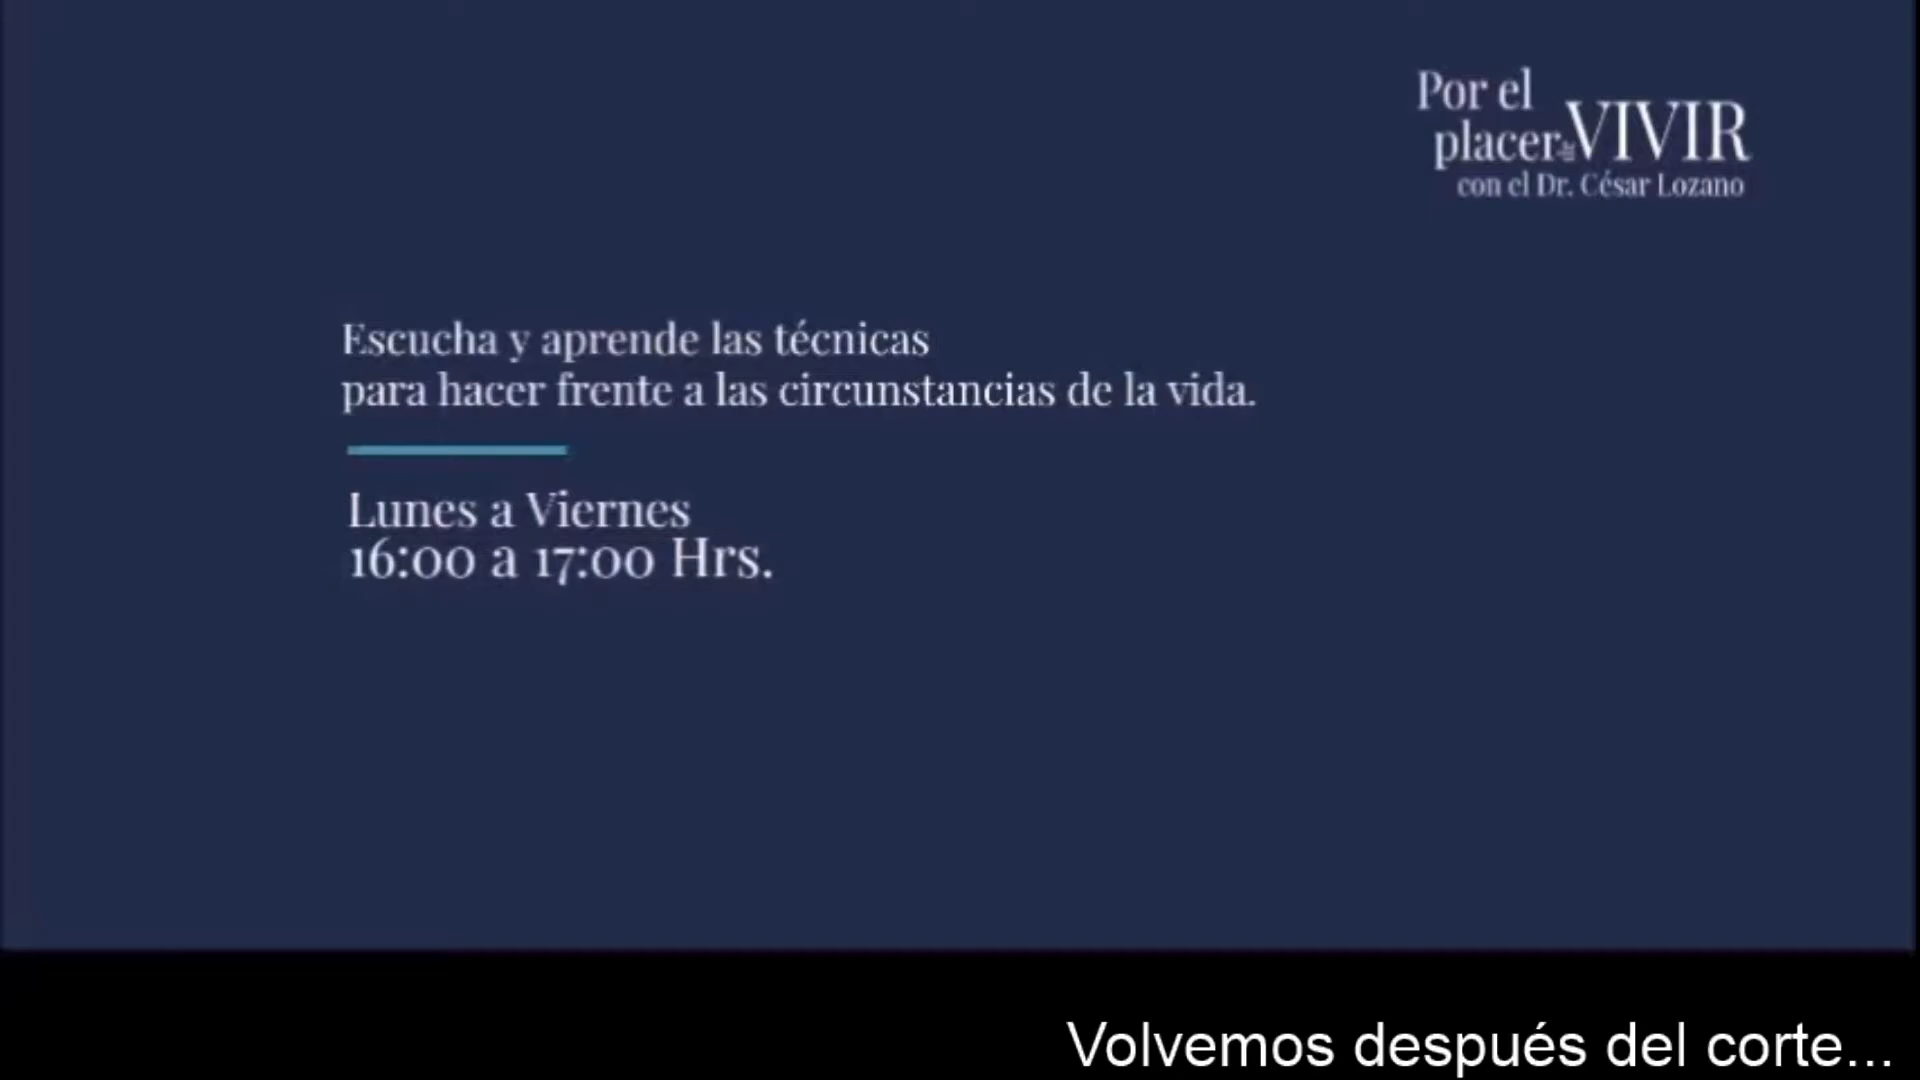 Por el
placer de VIVIR
con el Dr. César Lozano
Escucha y aprende las técnicas
para hacer frente a las circunstancias de la vida.
Lunes a Viernes
16:00 a 17:00 Hrs.
Volvemos después del corte...